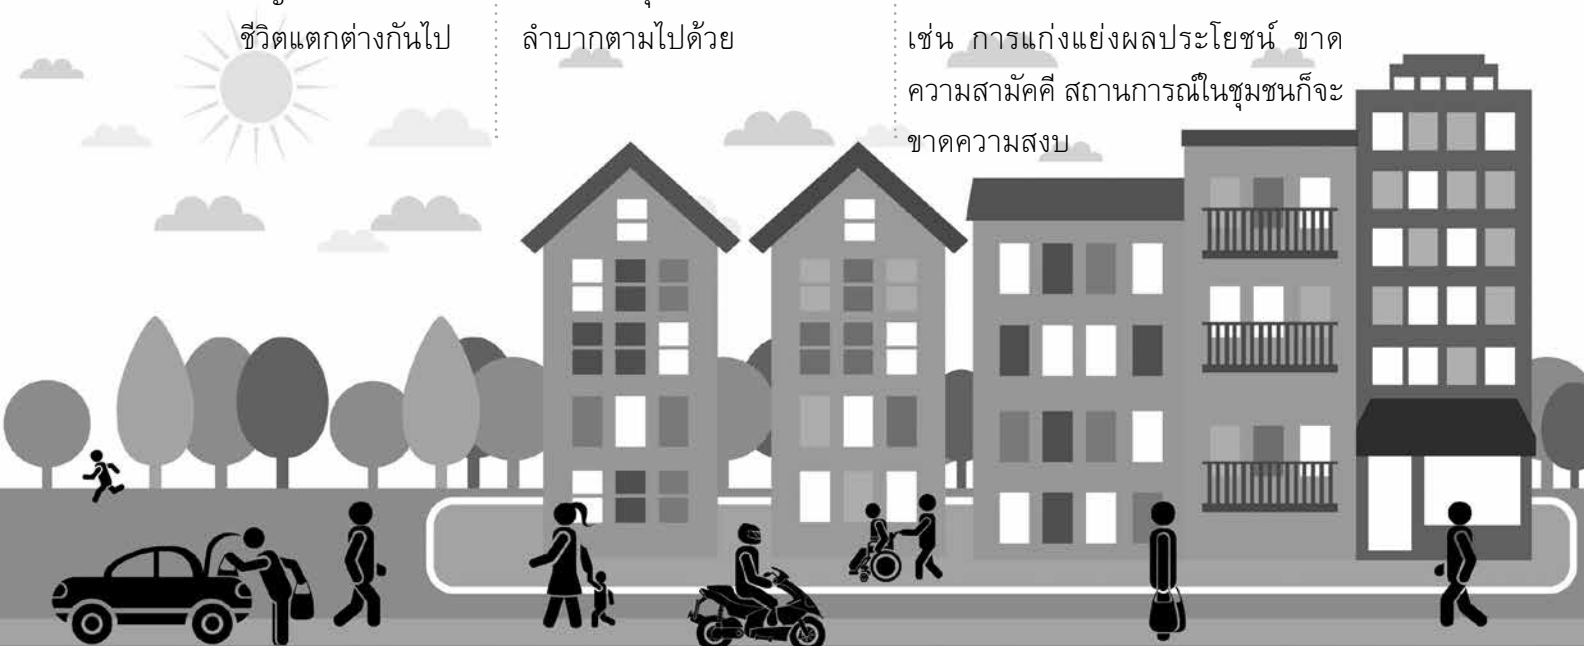 ชีวิตแตกต่างกันไป
ลำบากตามไปด้วย
เช่น การแก่งแย่งผลประโยชน์ ขาด
ความสามัคคี สถานการณ์ในชุมชนก็จะ
ขาดความสงบ